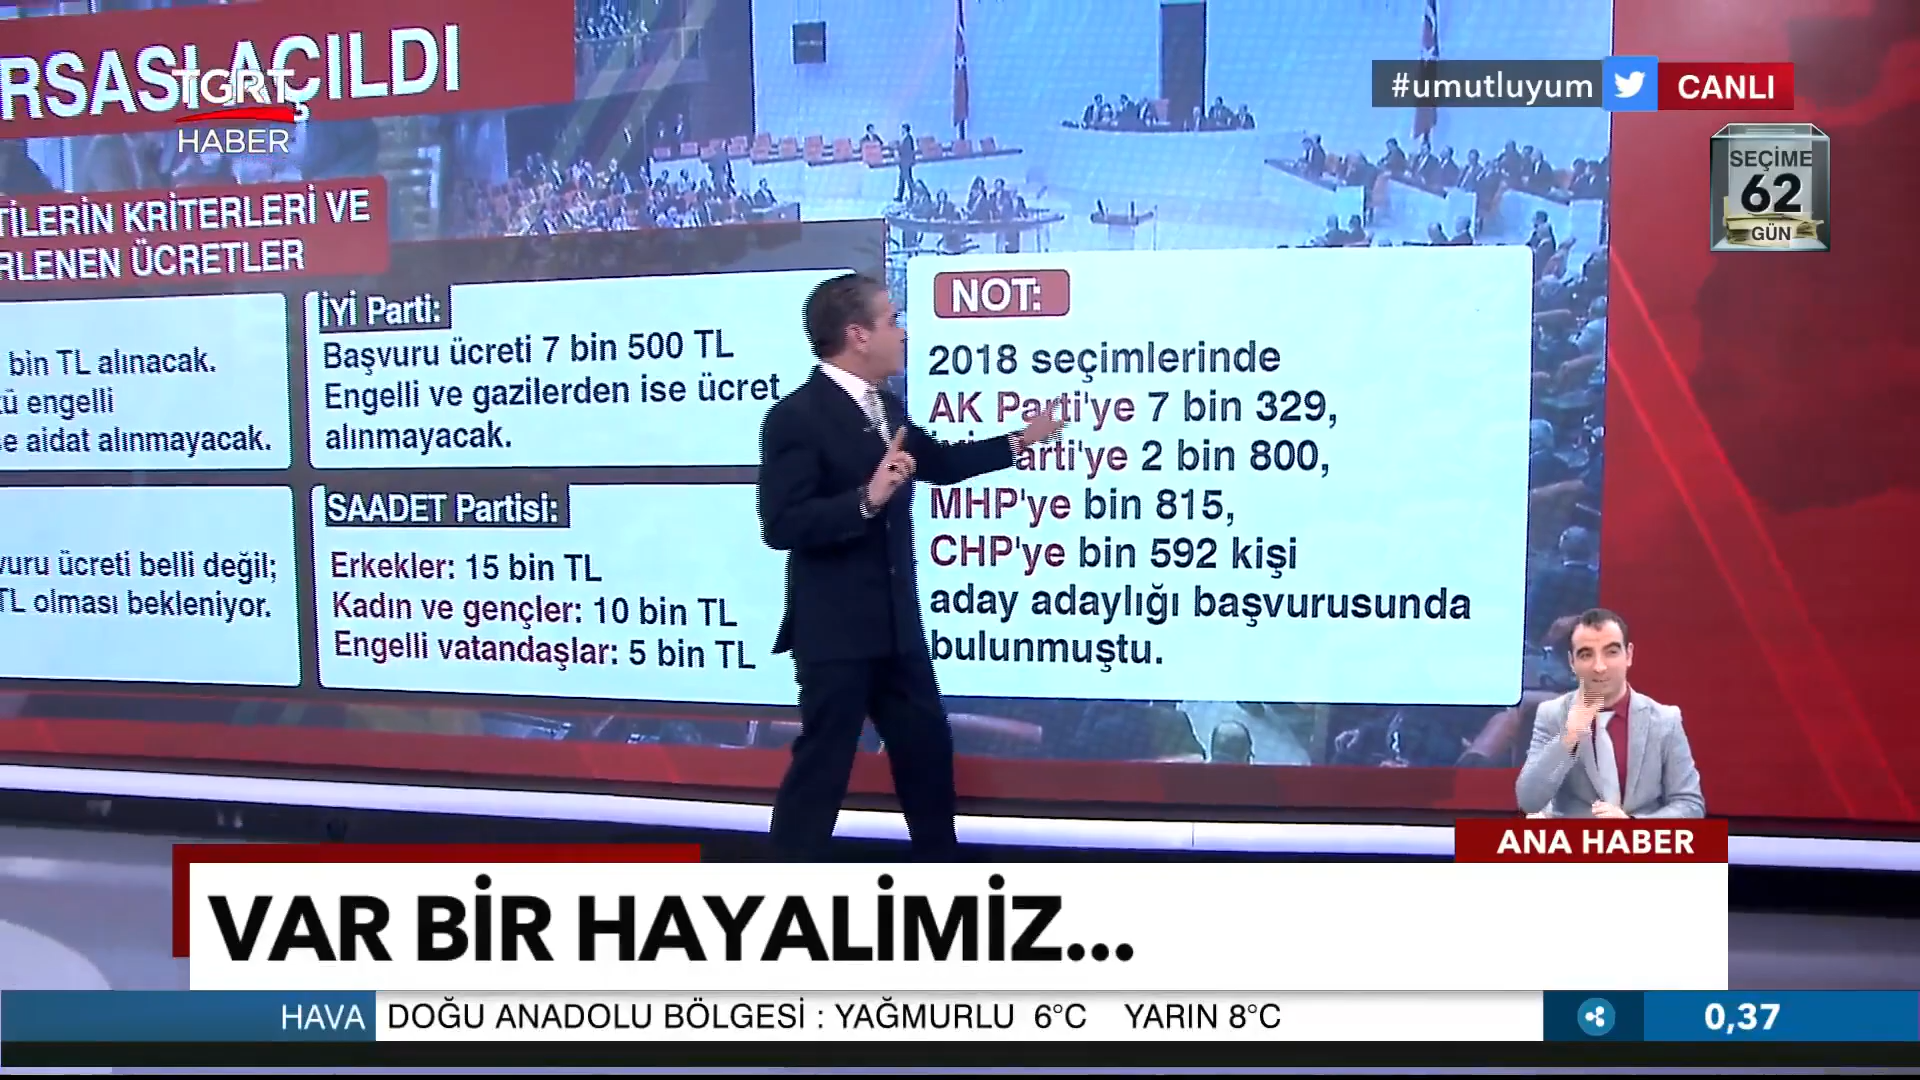 RSASI AÇILDI
TGRT
HABER
#umutluyum
CANLI
SEÇİME
62
GÜN
TİLERİN KRİTERLERİ VE
RLENEN ÜCRETLER
bin TL alınacak.
ü engelli
e aidat alınmayacak.
İYİ Parti:
Başvuru ücreti 7 bin 500 TL
Engelli ve gazilerden ise ücret
alınmayacak.
vuru ücreti belli değil;
TL olması bekleniyor.
SAADET Partisi:
Erkekler: 15 bin TL
Kadın ve gençler: 10 bin TL
Engelli vatandaşlar: 5 bin TL
NOT:
2018 seçimlerinde
AK Parti'ye 7 bin 329,
İYİ Parti'ye 2 bin 800,
MHP'ye bin 815,
CHP'ye bin 592 kişi
aday adaylığı başvurusunda
bulunmuştu.
ANA HABER
VAR BİR HAYALİMİZ...
HAVA DOĞU ANADOLU BÖLGESİ : YAĞMURLU 6°C YARIN 8°C
0,37